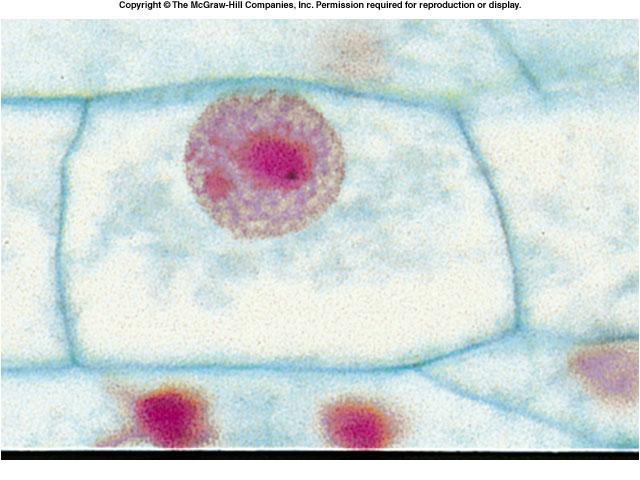 Copyright © The McGraw-Hill Companies, Inc. Permission required for reproduction or display.